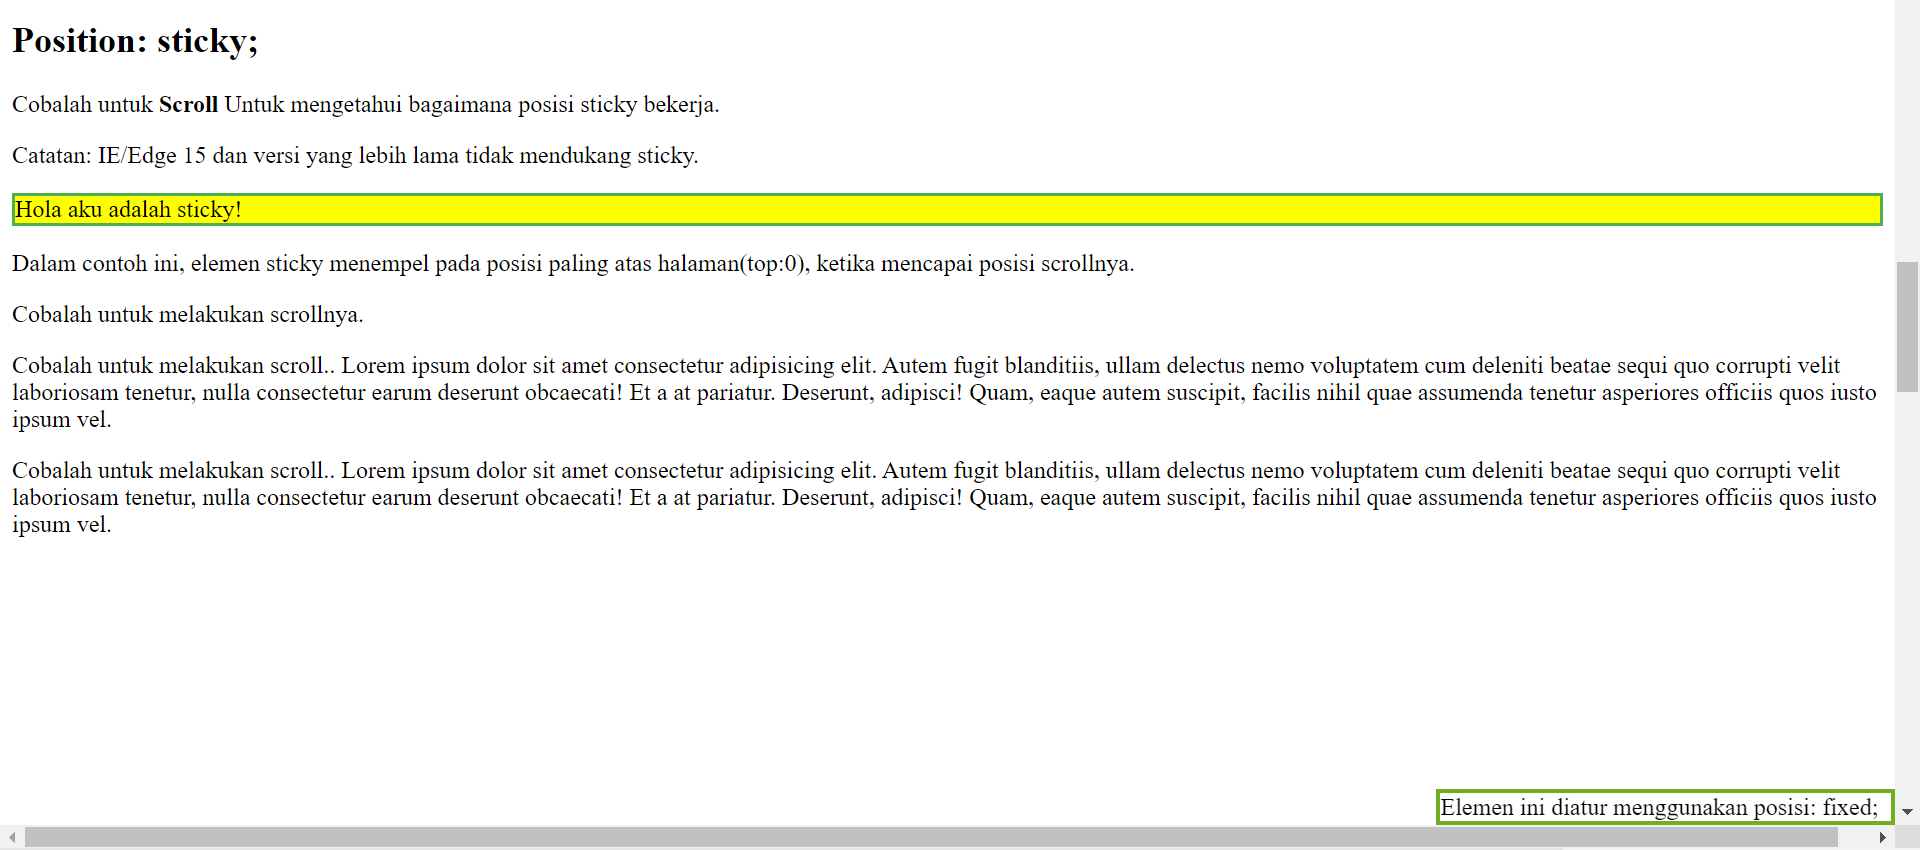 Position: sticky;
Cobalah untuk Scroll Untuk mengetahui bagaimana posisi sticky bekerja.
Catatan: IE/Edge 15 dan versi yang lebih lama tidak mendukang sticky.
Hola aku adalah sticky!
Dalam contoh ini, elemen sticky menempel pada posisi paling atas halaman(top:0), ketika mencapai posisi scrollnya.
Cobalah untuk melakukan scrollnya.
Cobalah untuk melakukan scroll.. Lorem ipsum dolor sit amet consectetur adipisicing elit. Autem fugit blanditiis, ullam delectus nemo voluptatem cum deleniti beatae sequi quo corrupti velit
laboriosam tenetur, nulla consectetur earum deserunt obcaecati! Et a at pariatur. Deserunt, adipisci! Quam, eaque autem suscipit, facilis nihil quae assumenda tenetur asperiores officiis quos iusto
ipsum vel.
Cobalah untuk melakukan scroll.. Lorem ipsum dolor sit amet consectetur adipisicing elit. Autem fugit blanditiis, ullam delectus nemo voluptatem cum deleniti beatae sequi quo corrupti velit
laboriosam tenetur, nulla consectetur earum deserunt obcaecati! Et a at pariatur. Deserunt, adipisci! Quam, eaque autem suscipit, facilis nihil quae assumenda tenetur asperiores officiis quos iusto
ipsum vel.
Elemen ini diatur menggunakan posisi: fixed;